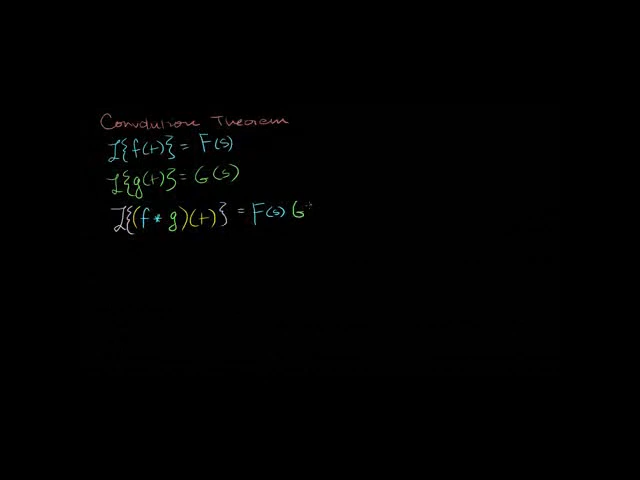 Convolution Theorem
ℒ{f(t)} = F(s)
ℒ{g(t)} = G(s)
ℒ{(f * g)(t)} = F(s) G